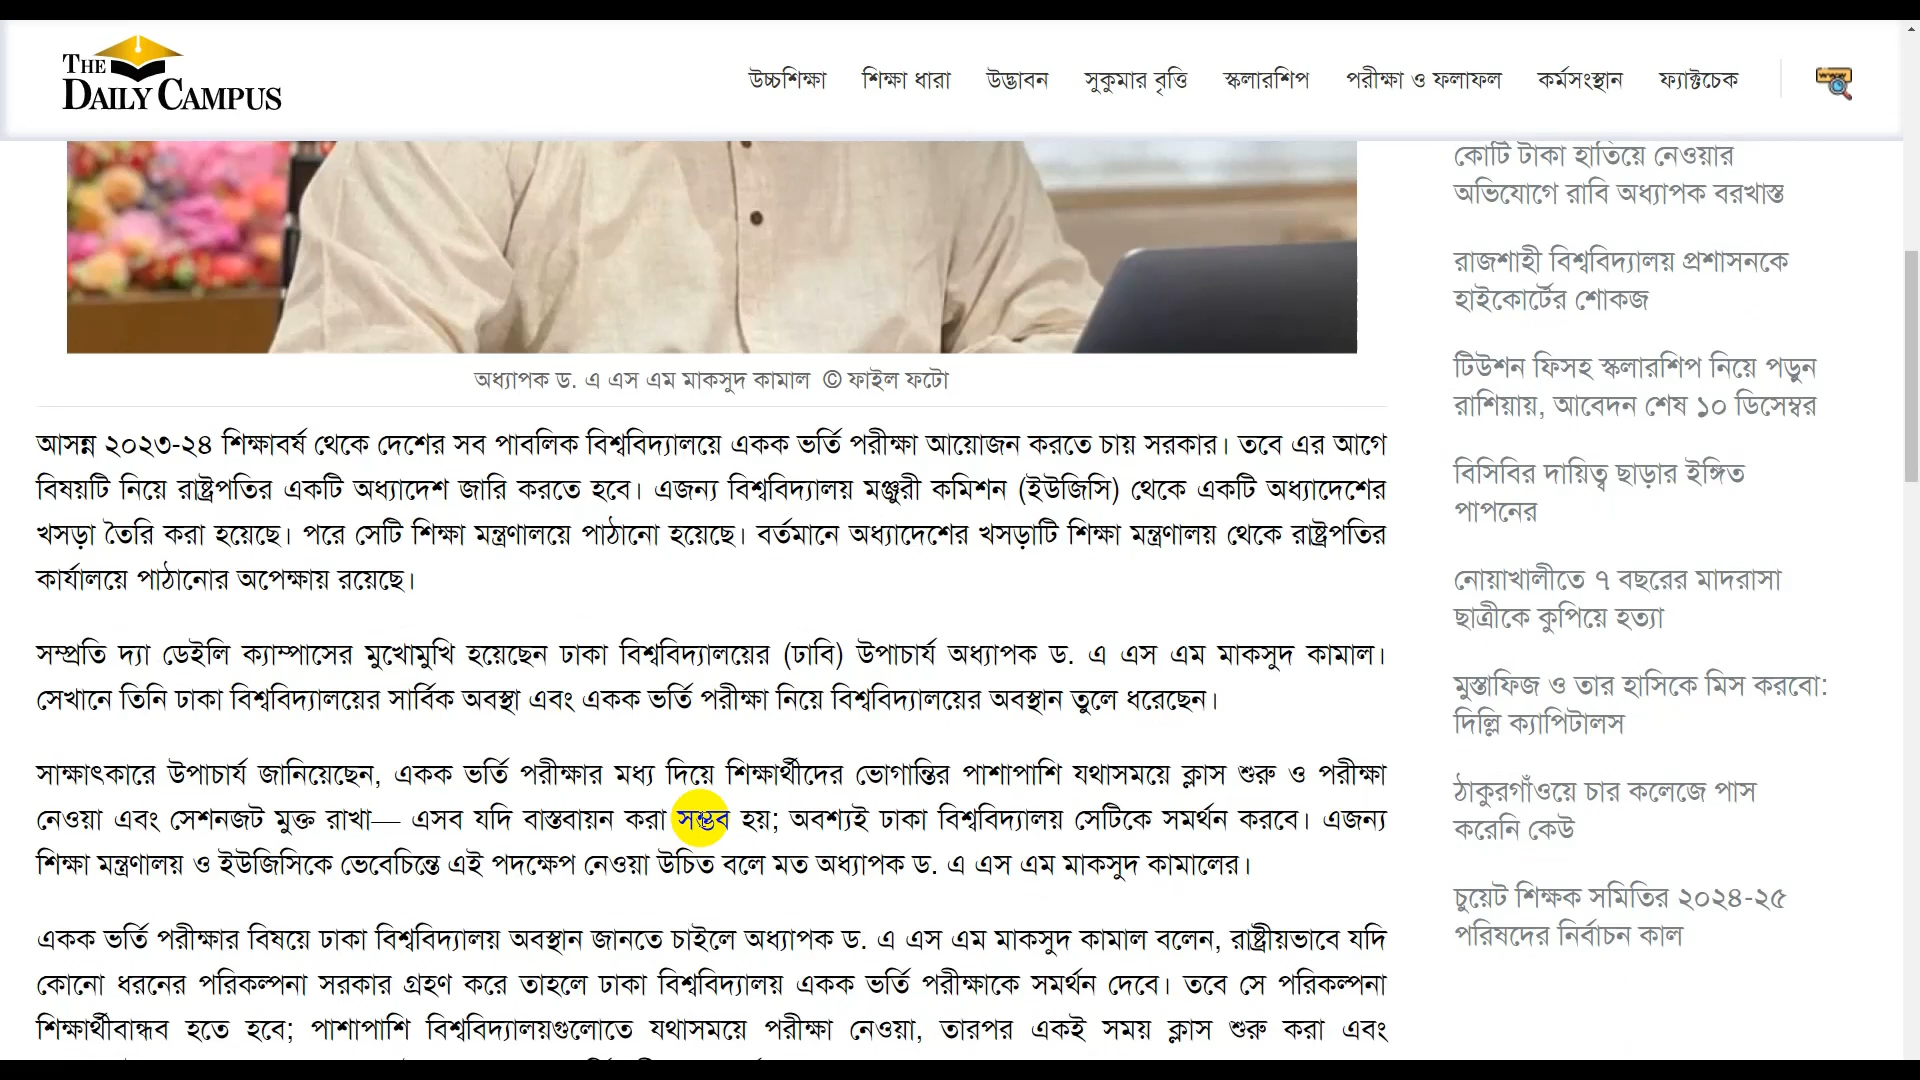 THE
DAILY CAMPUS
উচ্চশিক্ষা শিক্ষা ধারা উদ্ভাবন সুকুমার বৃত্তি স্কলারশিপ পরীক্ষা ও ফলাফল কর্মসংস্থান ফ্যাক্টচেক
www
অধ্যাপক ড. এ এস এম মাকসুদ কামাল © ফাইল ফটো
আসন্ন ২০২৩-২৪ শিক্ষাবর্ষ থেকে দেশের সব পাবলিক বিশ্ববিদ্যালয়ে একক ভর্তি পরীক্ষা আয়োজন করতে চায় সরকার। তবে এর আগে
বিষয়টি নিয়ে রাষ্ট্রপতির একটি অধ্যাদেশ জারি করতে হবে। এজন্য বিশ্ববিদ্যালয় মঞ্জুরী কমিশন (ইউজিসি) থেকে একটি অধ্যাদেশের
খসড়া তৈরি করা হয়েছে। পরে সেটি শিক্ষা মন্ত্রণালয়ে পাঠানো হয়েছে। বর্তমানে অধ্যাদেশের খসড়াটি শিক্ষা মন্ত্রণালয় থেকে রাষ্ট্রপতির
কার্যালয়ে পাঠানোর অপেক্ষায় রয়েছে।
সম্প্রতি দ্যা ডেইলি ক্যাম্পাসের মুখোমুখি হয়েছেন ঢাকা বিশ্ববিদ্যালয়ের (ঢাবি) উপাচার্য অধ্যাপক ড. এ এস এম মাকসুদ কামাল।
সেখানে তিনি ঢাকা বিশ্ববিদ্যালয়ের সার্বিক অবস্থা এবং একক ভর্তি পরীক্ষা নিয়ে বিশ্ববিদ্যালয়ের অবস্থান তুলে ধরেছেন।
সাক্ষাৎকারে উপাচার্য জানিয়েছেন, একক ভর্তি পরীক্ষার মধ্য দিয়ে শিক্ষার্থীদের ভোগান্তির পাশাপাশি যথাসময়ে ক্লাস শুরু ও পরীক্ষা
নেওয়া এবং সেশনজট মুক্ত রাখা— এসব যদি বাস্তবায়ন করা সম্ভব হয়; অবশ্যই ঢাকা বিশ্ববিদ্যালয় সেটিকে সমর্থন করবে। এজন্য
শিক্ষা মন্ত্রণালয় ও ইউজিসিকে ভেবেচিন্তে এই পদক্ষেপ নেওয়া উচিত বলে মত অধ্যাপক ড. এ এস এম মাকসুদ কামালের।
একক ভর্তি পরীক্ষার বিষয়ে ঢাকা বিশ্ববিদ্যালয় অবস্থান জানতে চাইলে অধ্যাপক ড. এ এস এম মাকসুদ কামাল বলেন, রাষ্ট্রীয়ভাবে যদি
কোনো ধরনের পরিকল্পনা সরকার গ্রহণ করে তাহলে ঢাকা বিশ্ববিদ্যালয় একক ভর্তি পরীক্ষাকে সমর্থন দেবে। তবে সে পরিকল্পনা
শিক্ষার্থীবান্ধব হতে হবে; পাশাপাশি বিশ্ববিদ্যালয়গুলোতে যথাসময়ে পরীক্ষা নেওয়া, তারপর একই সময় ক্লাস শুরু করা এবং
কোটি টাকা হাতিয়ে নেওয়ার
অভিযোগে রাবি অধ্যাপক বরখাস্ত
রাজশাহী বিশ্ববিদ্যালয় প্রশাসনকে
হাইকোর্টের শোকজ
টিউশন ফিসহ স্কলারশিপ নিয়ে পড়ুন
রাশিয়ায়, আবেদন শেষ ১০ ডিসেম্বর
বিসিবির দায়িত্ব ছাড়ার ইঙ্গিত
পাপনের
নোয়াখালীতে ৭ বছরের মাদরাসা
ছাত্রীকে কুপিয়ে হত্যা
মুস্তাফিজ ও তার হাসিকে মিস করবো:
দিল্লি ক্যাপিটালস
ঠাকুরগাঁওয়ে চার কলেজে পাস
করেনি কেউ
চুয়েট শিক্ষক সমিতির ২০২৪-২৫
পরিষদের নির্বাচন কাল